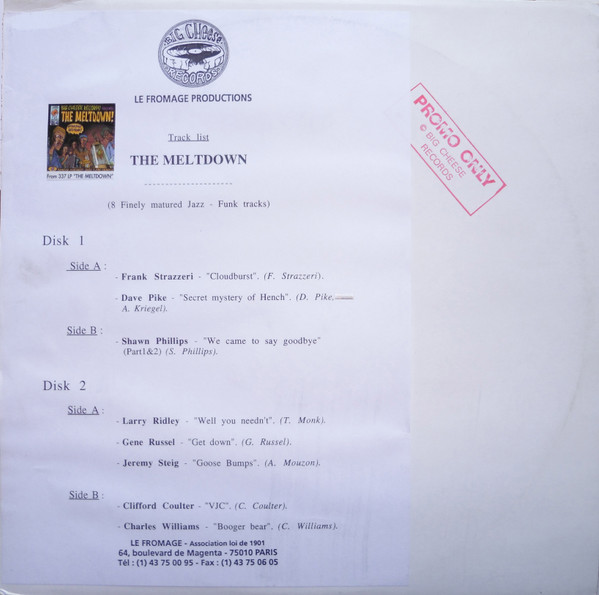 BIG CHEESE
RECORDS
LE FROMAGE PRODUCTIONS
THE MELTDOWN!
From 337 LP "THE MELTDOWN"
PROMO ONLY
© BIG CHEESE
RECORDS
Track list
THE MELTDOWN
--------------------
(8 Finely matured Jazz - Funk tracks)
Disk 1
Side A :
- Frank Strazzeri - "Cloudburst". (F. Strazzeri).
- Dave Pike - "Secret mystery of Hench". (D. Pike,
A. Kriegel).
Side B :
- Shawn Phillips - "We came to say goodbye"
(Part1&2) (S. Phillips).
Disk 2
Side A :
- Larry Ridley - "Well you needn't". (T. Monk).
- Gene Russel - "Get down". (G. Russel).
- Jeremy Steig - "Goose Bumps". (A. Mouzon).
Side B :
- Clifford Coulter - "VJC". (C. Coulter).
- Charles Williams - "Booger bear". (C. Williams).
LE FROMAGE - Association loi de 1901
64, boulevard de Magenta - 75010 PARIS
Tél : (1) 43 75 00 95 - Fax : (1) 43 75 06 05